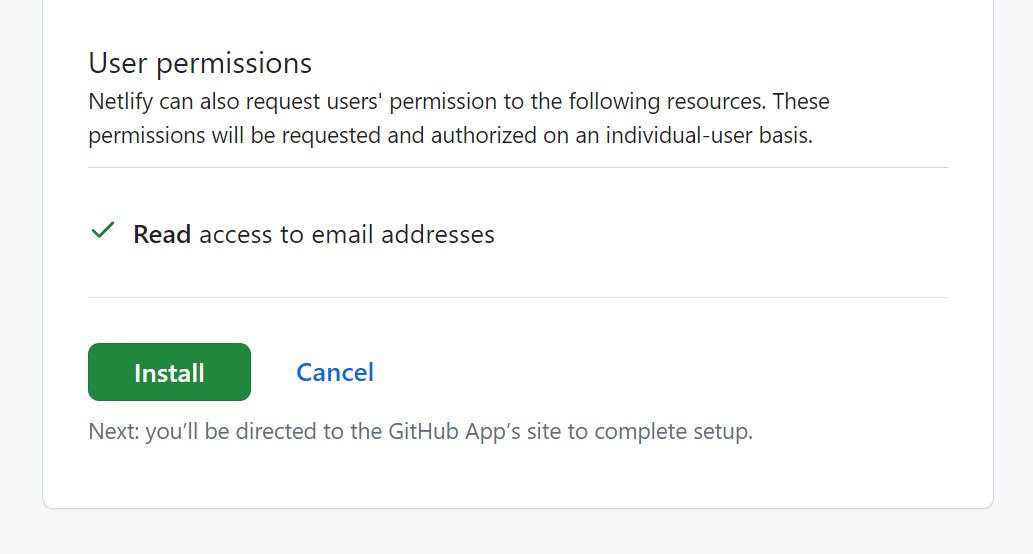 User permissions
Netlify can also request users' permission to the following resources. These
permissions will be requested and authorized on an individual-user basis.
Read access to email addresses
Install
Cancel
Next: you’ll be directed to the GitHub App’s site to complete setup.